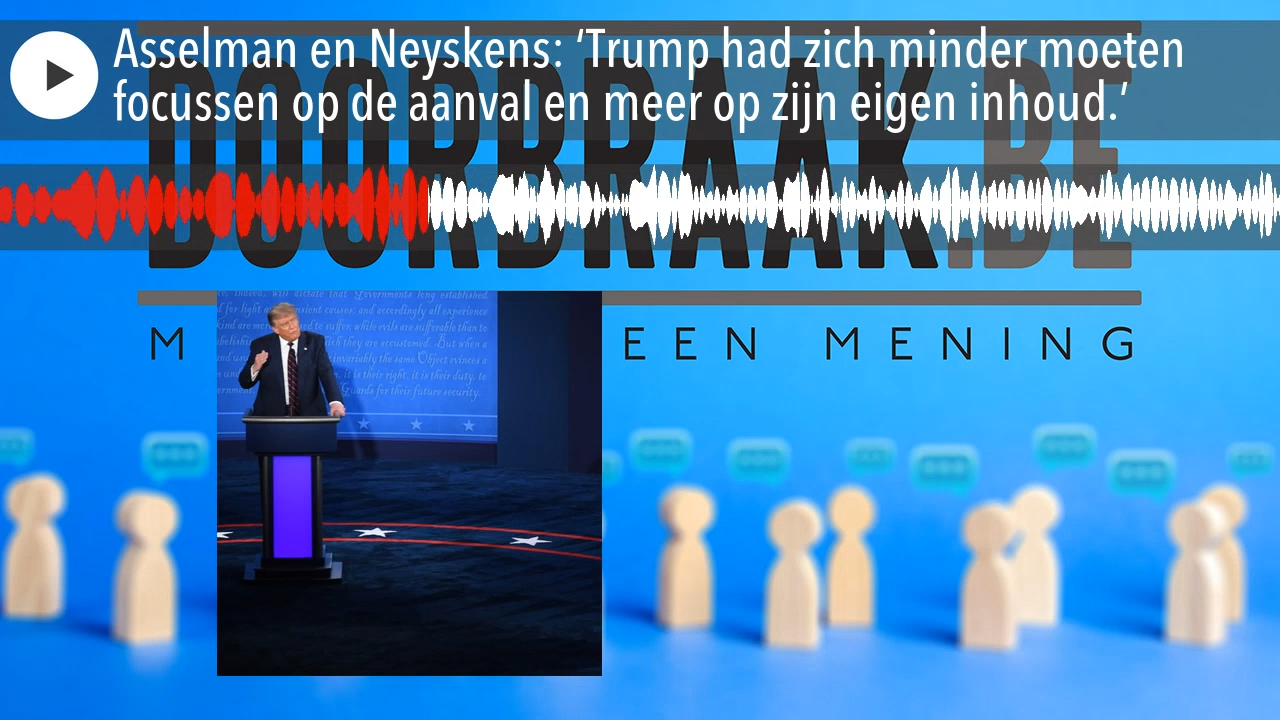 Asselman en Neyskens: ‘Trump had zich minder moeten
focussen op de aanval en meer op zijn eigen inhoud.’
DOORBRAAK.BE
M
EEN MENING